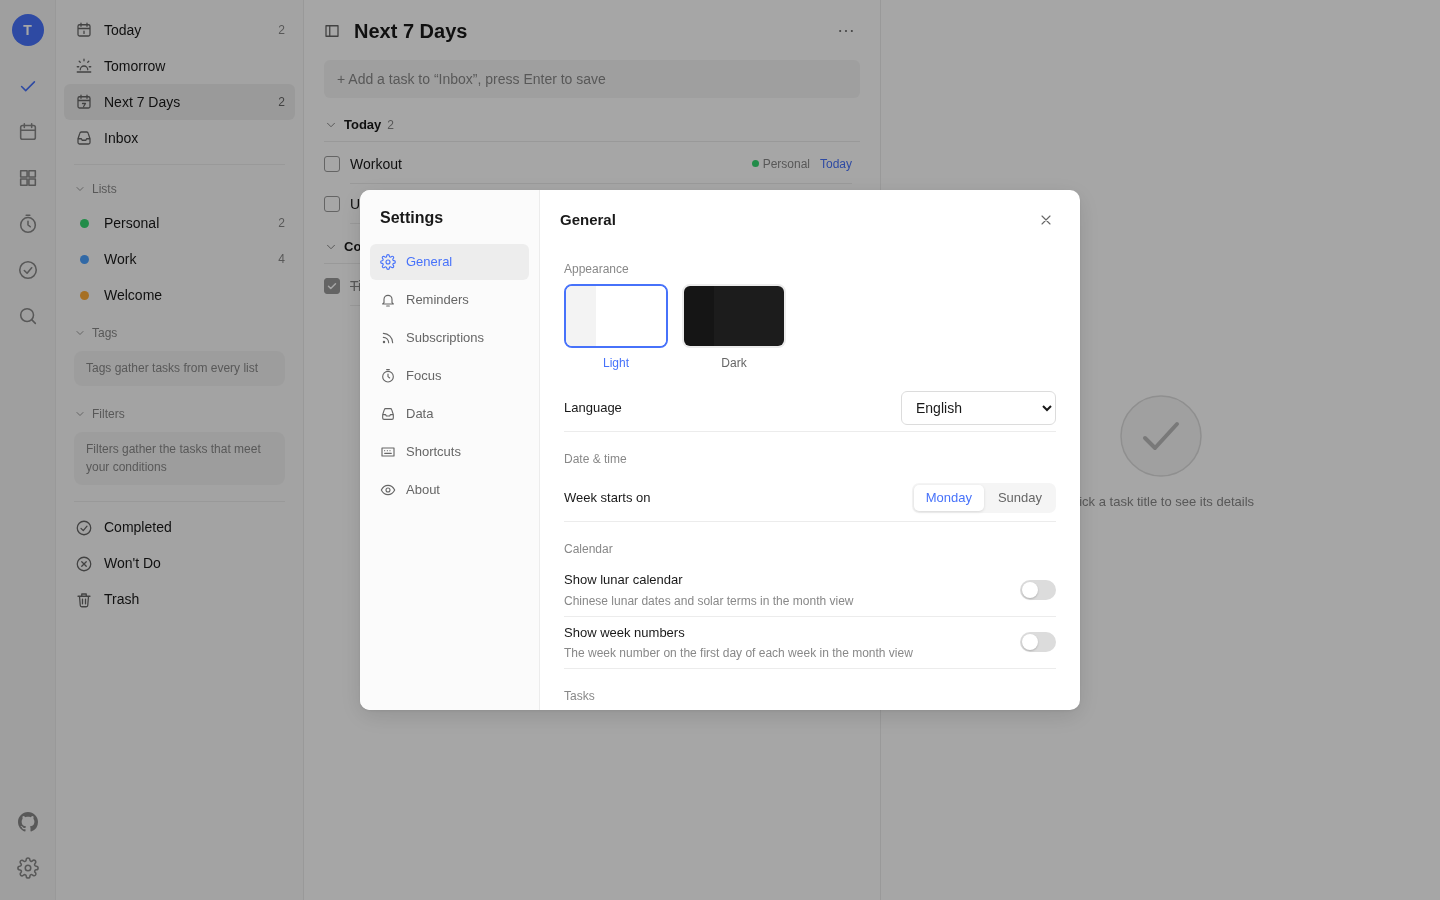 T
Today 2
Tomorrow
Next 7 Days 2
Inbox
Lists
Personal 2
Work 4
Welcome
Tags
Tags gather tasks from every list
Filters
Filters gather the tasks that meet
your conditions
Completed
Won't Do
Trash
Next 7 Days
+ Add a task to “Inbox”, press Enter to save
Today 2
Workout Personal Today
Settings
General
Reminders
Subscriptions
Focus
Data
Shortcuts
About
General
Appearance
Light Dark
Language English
Date & time
Week starts on Monday Sunday
Calendar
Show lunar calendar
Chinese lunar dates and solar terms in the month view
Show week numbers
The week number on the first day of each week in the month view
Tasks
a task title to see its details